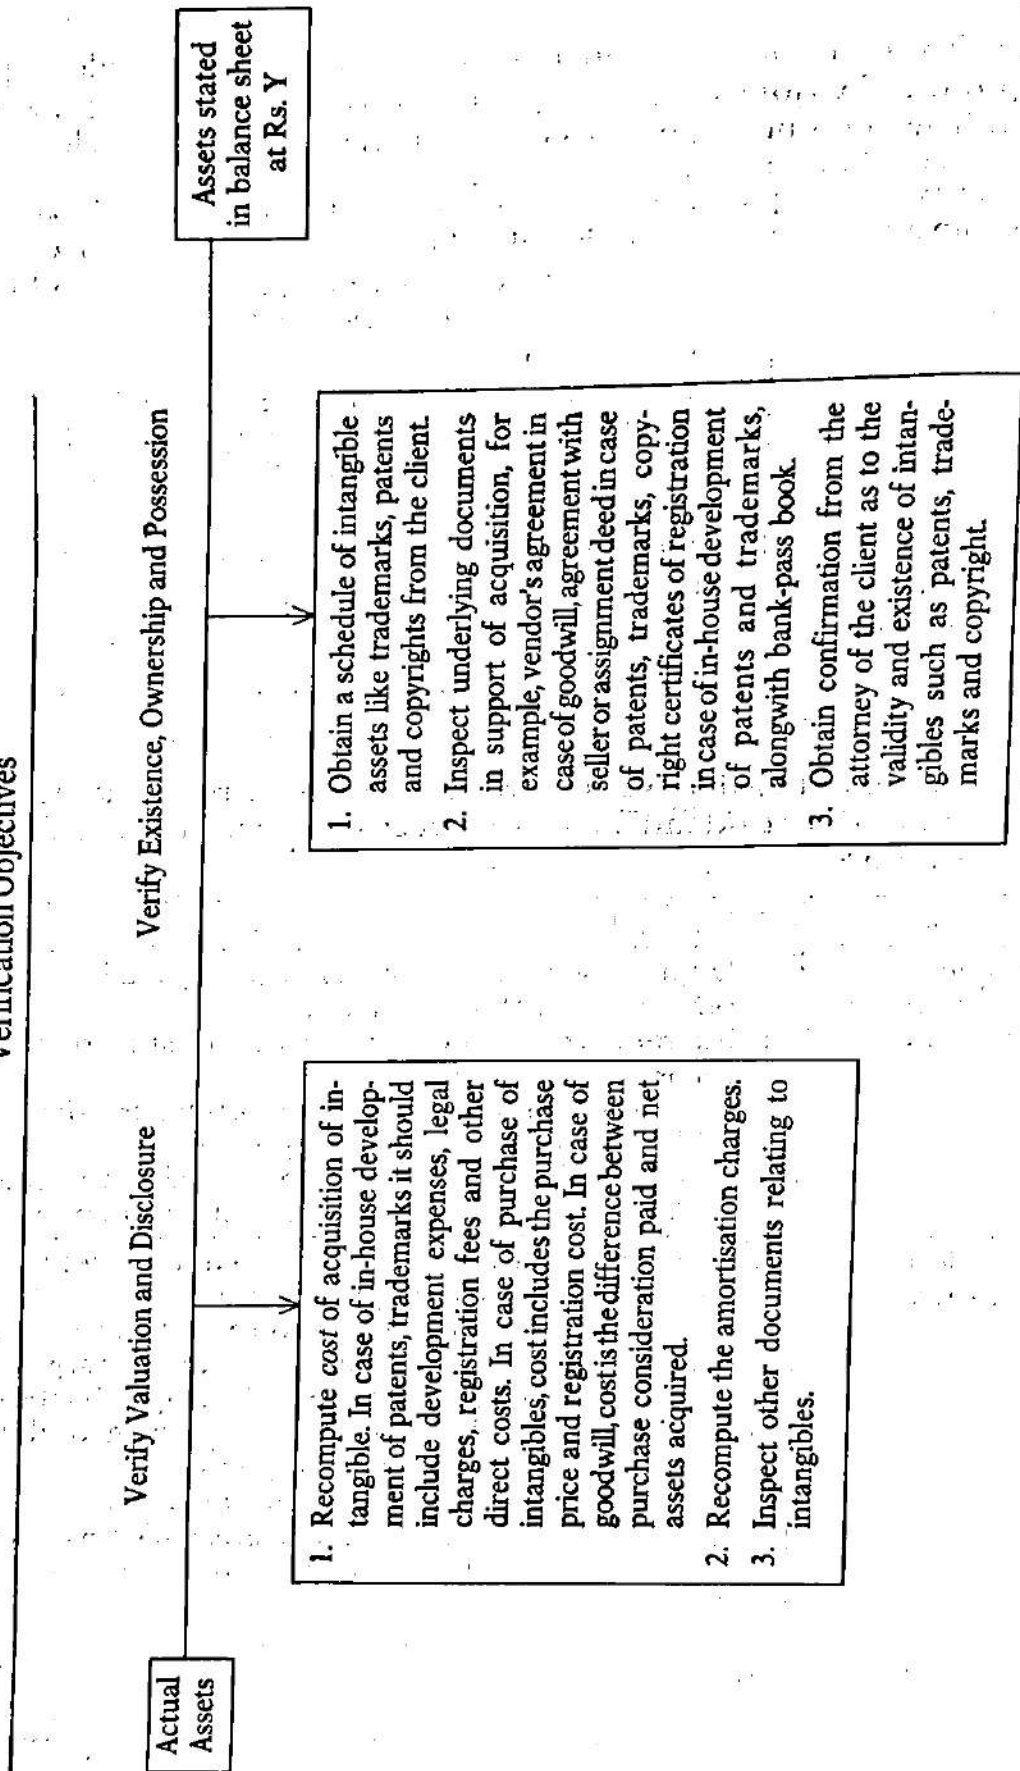 Verification Objectives
Verify Valuation and Disclosure
Verify Existence, Ownership and Possession
Actual
Assets
Assets stated
in balance sheet
at Rs. Y
1. Recompute cost of acquisition of in-
tangible. In case of in-house develop-
ment of patents, trademarks it should
include development expenses, legal
charges, registration fees and other
direct costs. In case of purchase of
intangibles, cost includes the purchase
price and registration cost. In case of
goodwill, cost is the difference between
purchase consideration paid and net
assets acquired.
2. Recompute the amortisation charges.
3. Inspect other documents relating to
intangibles.
1. Obtain a schedule of intangible
assets like trademarks, patents
and copyrights from the client.
2. Inspect underlying documents
in support of acquisition, for
example, vendor's agreement in
case of goodwill, agreement with
seller or assignment deed in case
of patents, trademarks, copy-
right certificates of registration
in case of in-house development
of patents and trademarks,
alongwith bank-pass book.
3. Obtain confirmation from the
attorney of the client as to the
validity and existence of intan-
gibles such as patents, trade-
marks and copyright.